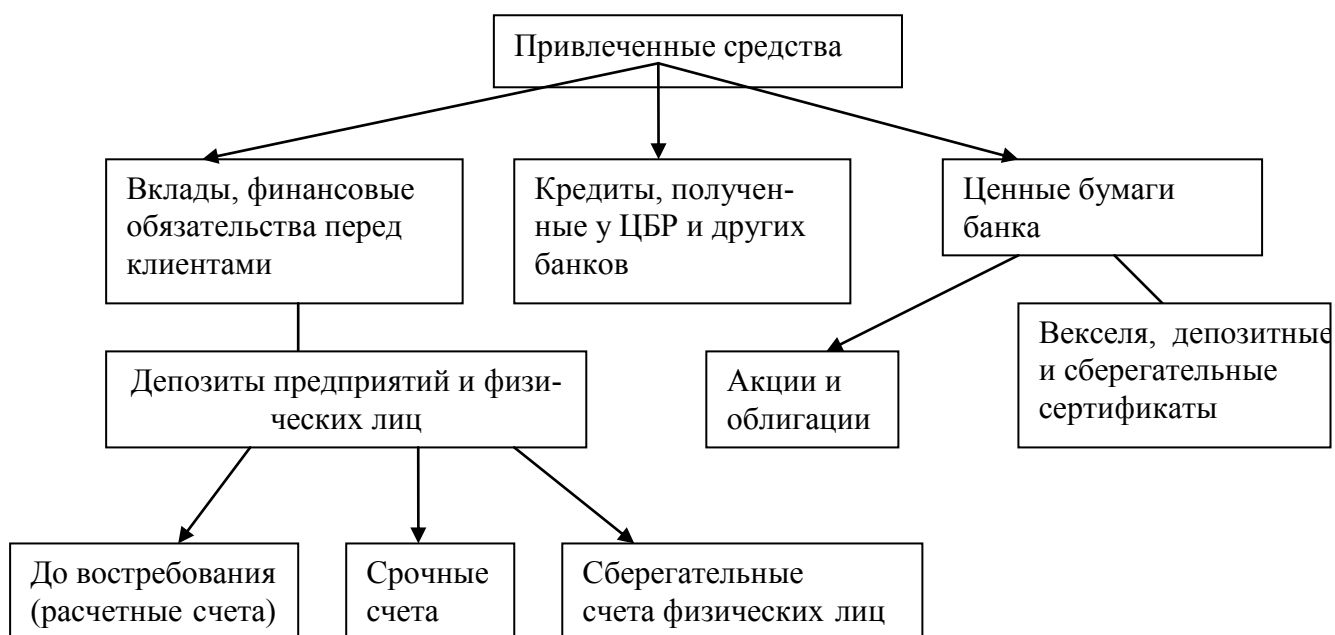 Привлеченные средства
Вклады, финансовые
обязательства перед
клиентами
Кредиты, получен-
ные у ЦБР и других
банков
Ценные бумаги
банка
Депозиты предприятий и физи-
ческих лиц
Акции и
облигации
Векселя, депозитные
и сберегательные
сертификаты
До востребования
(расчетные счета)
Срочные
счета
Сберегательные
счета физических лиц